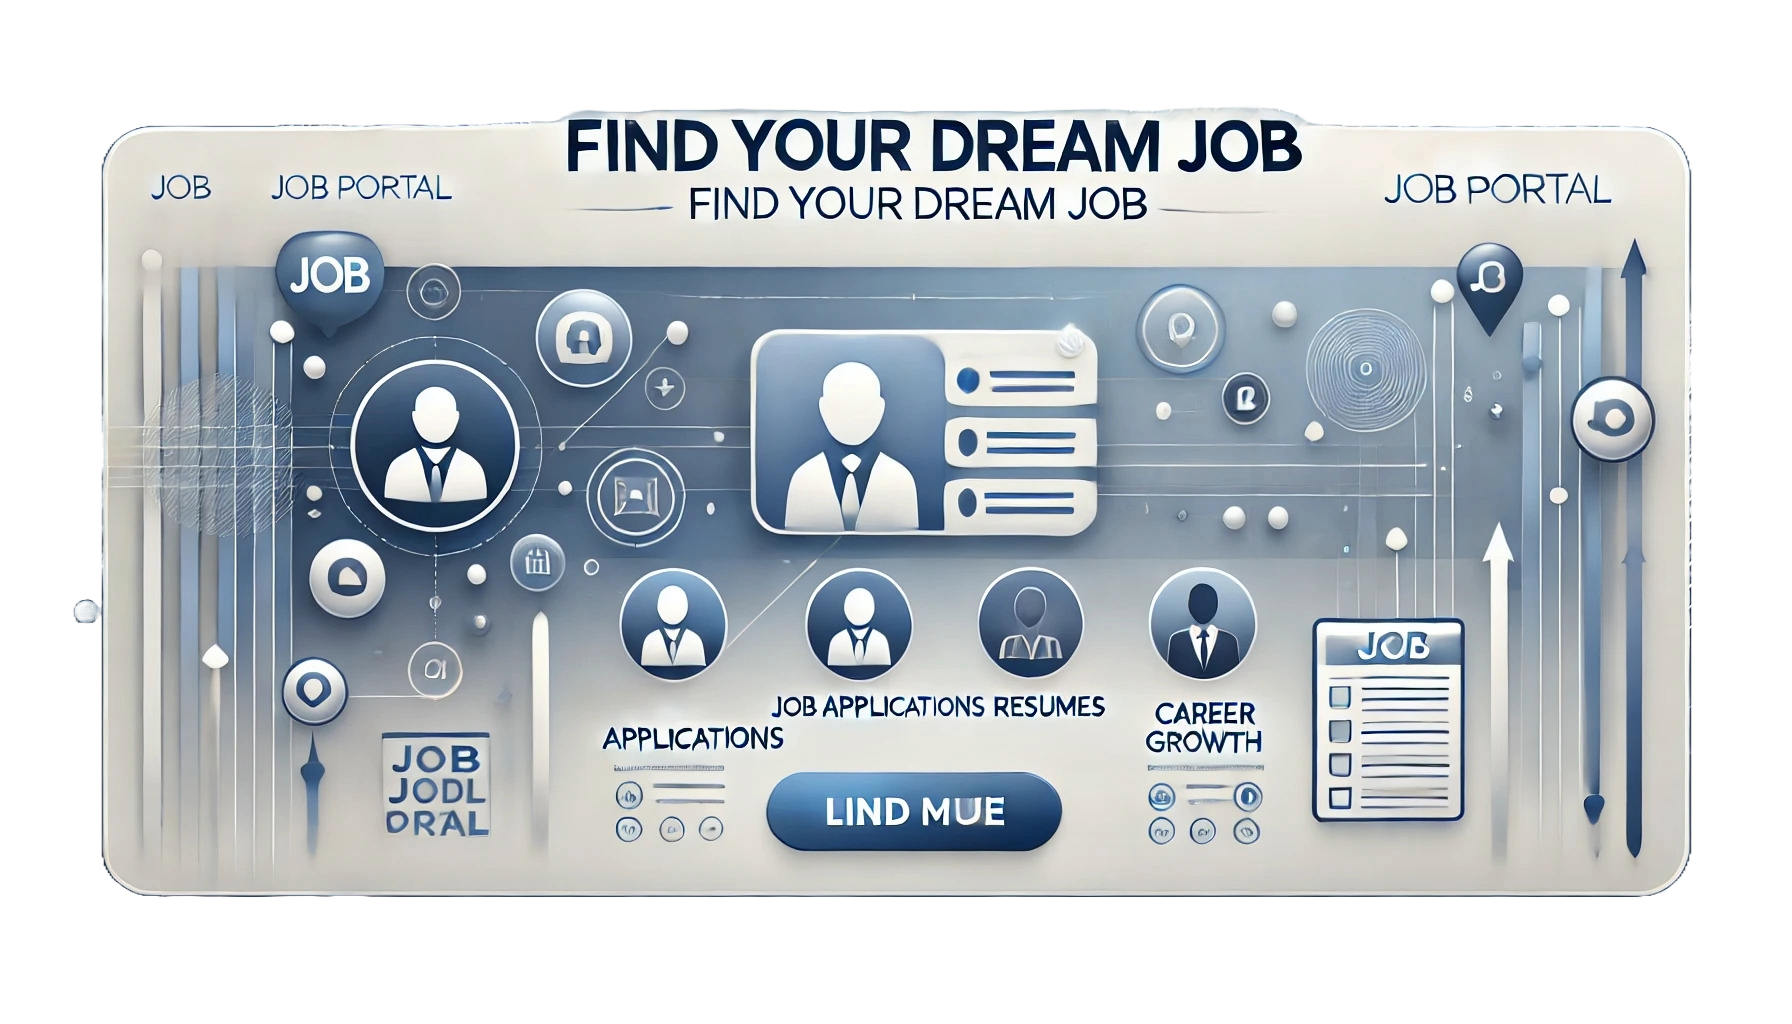 FIND YOUR DREAM JOB
JOB
JOB PORTAL
FIND YOUR DREAM JOB
JOB PORTAL
JOB
JOB APPLICATIONS RESUMES
APPLICATIONS
CAREER
GROWTH
JOB
JOB
JODL
DRAL
LIND MUE